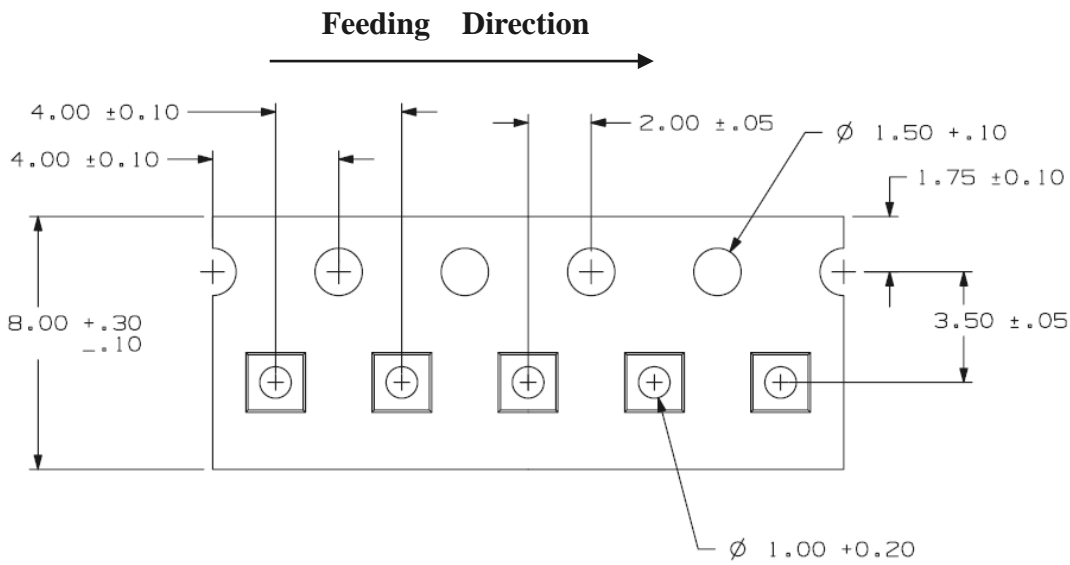 Feeding Direction
4.00 ±0.10
2.00 ±.05
Ø 1.50 +.10
4.00 ±0.10
1.75 ±0.10
8.00 +.30
-.10
3.50 ±.05
Ø 1.00 +0.20